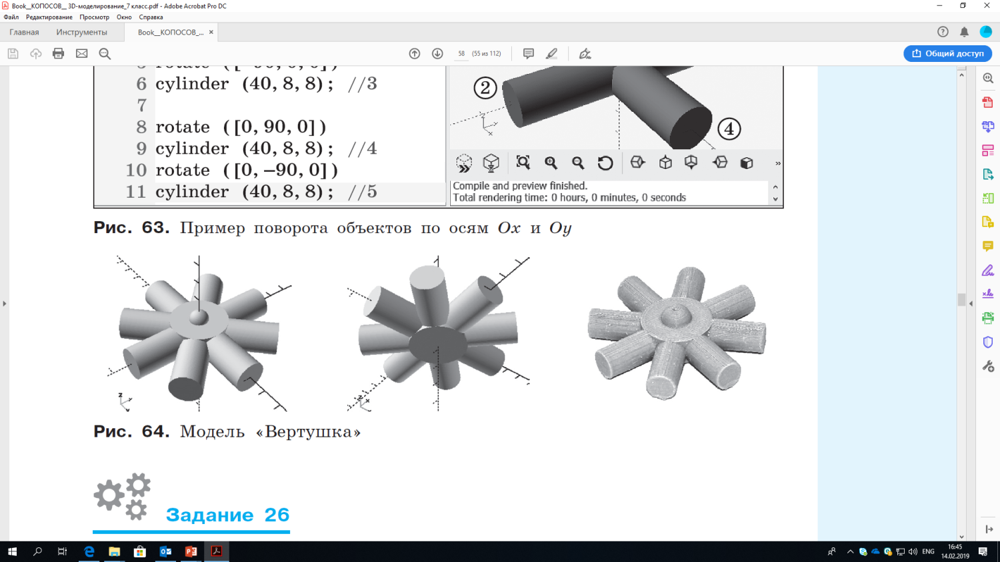 Book__КОПОСОВ__ 3D-моделирование_7 класс.pdf - Adobe Acrobat Pro DC
Файл Редактирование Просмотр Окно Справка
Главная Инструменты Book__КОПОСОВ_... ×
58 (55 из 112)
Общий доступ
6 cylinder (40, 8, 8); //3
7
8 rotate ([0, 90, 0])
9 cylinder (40, 8, 8); //4
10 rotate ([0, −90, 0])
11 cylinder (40, 8, 8); //5
2
4
Compile and preview finished.
Total rendering time: 0 hours, 0 minutes, 0 seconds
Рис. 63. Пример поворота объектов по осям Ox и Oy
Рис. 64. Модель «Вертушка»
Задание 26
ENG
16:45
14.02.2019